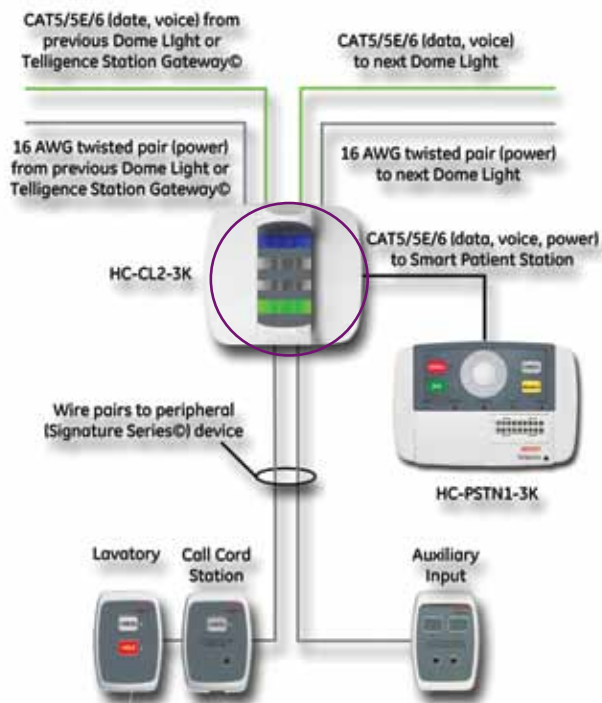 CAT5/5E/6 (date, voice) from
previous Dome Light or
Telligence Station Gateway©
CAT5/5E/6 (data, voice)
to next Dome Light
16 AWG twisted pair (power)
from previous Dome Light or
Telligence Station Gateway©
16 AWG twisted pair (power)
to next Dome Light
HC-CL2-3K
CAT5/5E/6 (data, voice, power)
to Smart Patient Station
Wire pairs to peripheral
(Signature Series©) device
HC-PSTN1-3K
Lavatory
Call Cord
Station
Auxiliary
Input